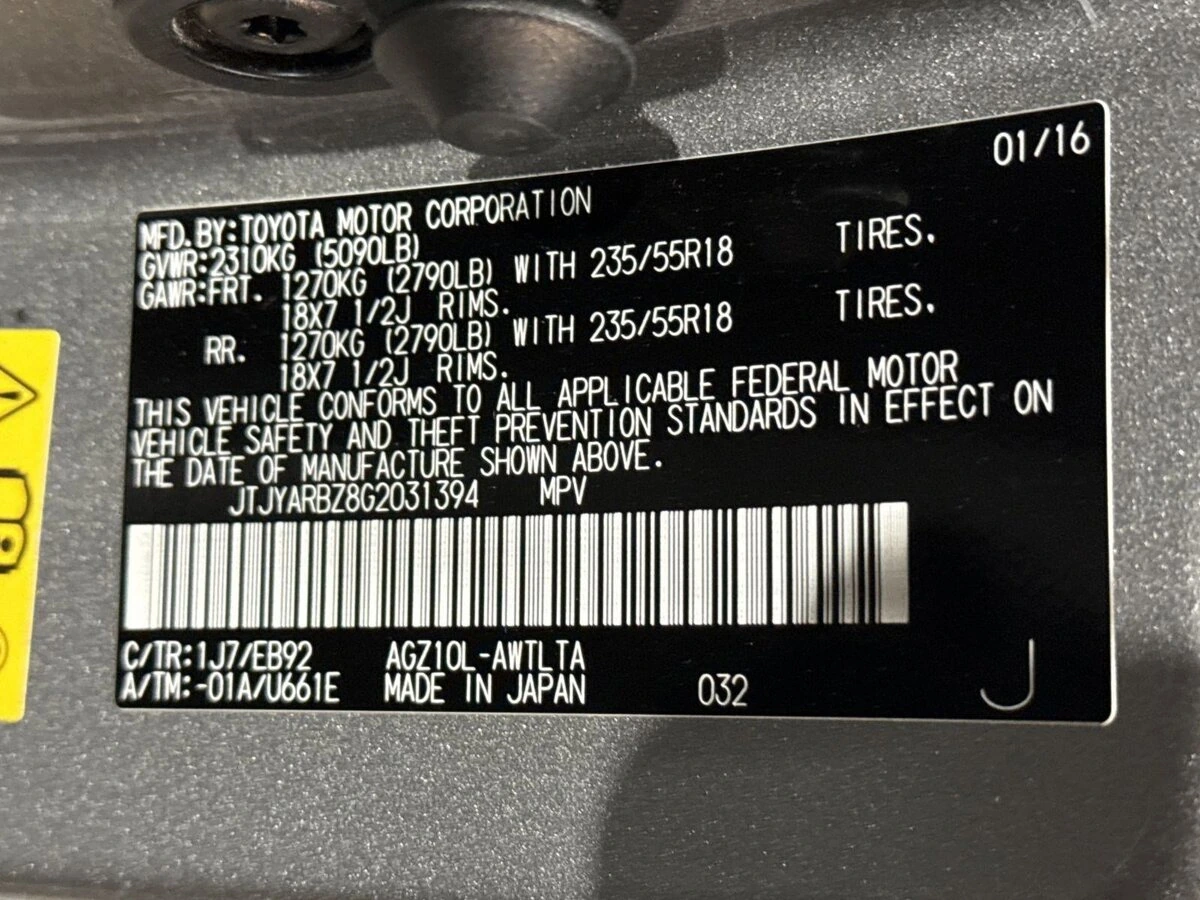 01/16
MFD.BY:TOYOTA MOTOR CORPORATION
GVWR:2310KG (5090LB)
GAWR:FRT. 1270KG (2790LB) WITH 235/55R18 TIRES.
18X7 1/2J RIMS.
RR. 1270KG (2790LB) WITH 235/55R18 TIRES.
18X7 1/2J RIMS.
THIS VEHICLE CONFORMS TO ALL APPLICABLE FEDERAL MOTOR
VEHICLE SAFETY AND THEFT PREVENTION STANDARDS IN EFFECT ON
THE DATE OF MANUFACTURE SHOWN ABOVE.
JTJYARBZ8G2031394 MPV
C/TR:1J7/EB92 AGZ10L-AWTLTA
A/TM:-01A/U661E MADE IN JAPAN 032 J